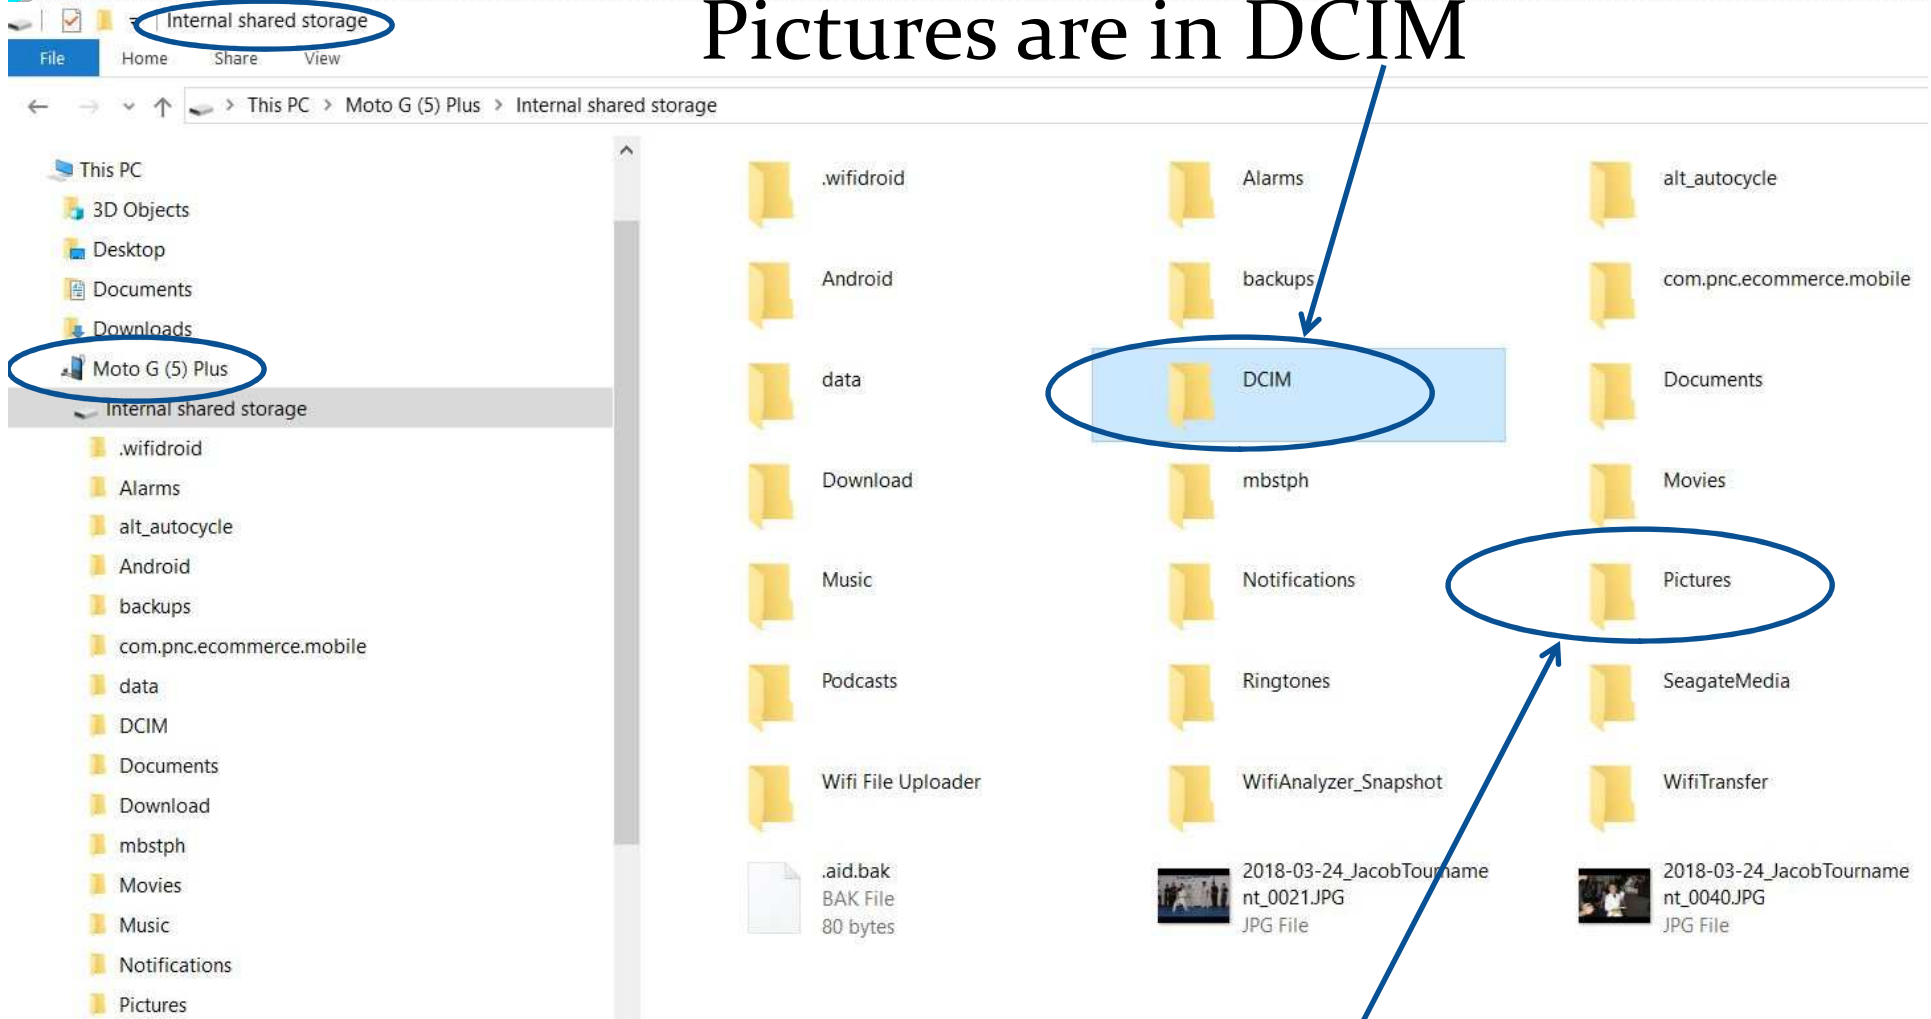 Pictures are in DCIM
Internal shared storage
File Home Share View
This PC > Moto G (5) Plus > Internal shared storage
This PC
3D Objects
Desktop
Documents
Downloads
Moto G (5) Plus
Internal shared storage
.wifidroid
Alarms
alt_autocycle
Android
backups
com.pnc.ecommerce.mobile
data
DCIM
Documents
Download
mbstph
Movies
Music
Notifications
Pictures
.wifidroid Alarms alt_autocycle
Android backups com.pnc.ecommerce.mobile
data DCIM Documents
Download mbstph Movies
Music Notifications Pictures
Podcasts Ringtones SeagateMedia
Wifi File Uploader WifiAnalyzer_Snapshot WifiTransfer
.aid.bak
BAK File
80 bytes
2018-03-24_JacobTourname
nt_0021.JPG
JPG File
2018-03-24_JacobTourname
nt_0040.JPG
JPG File